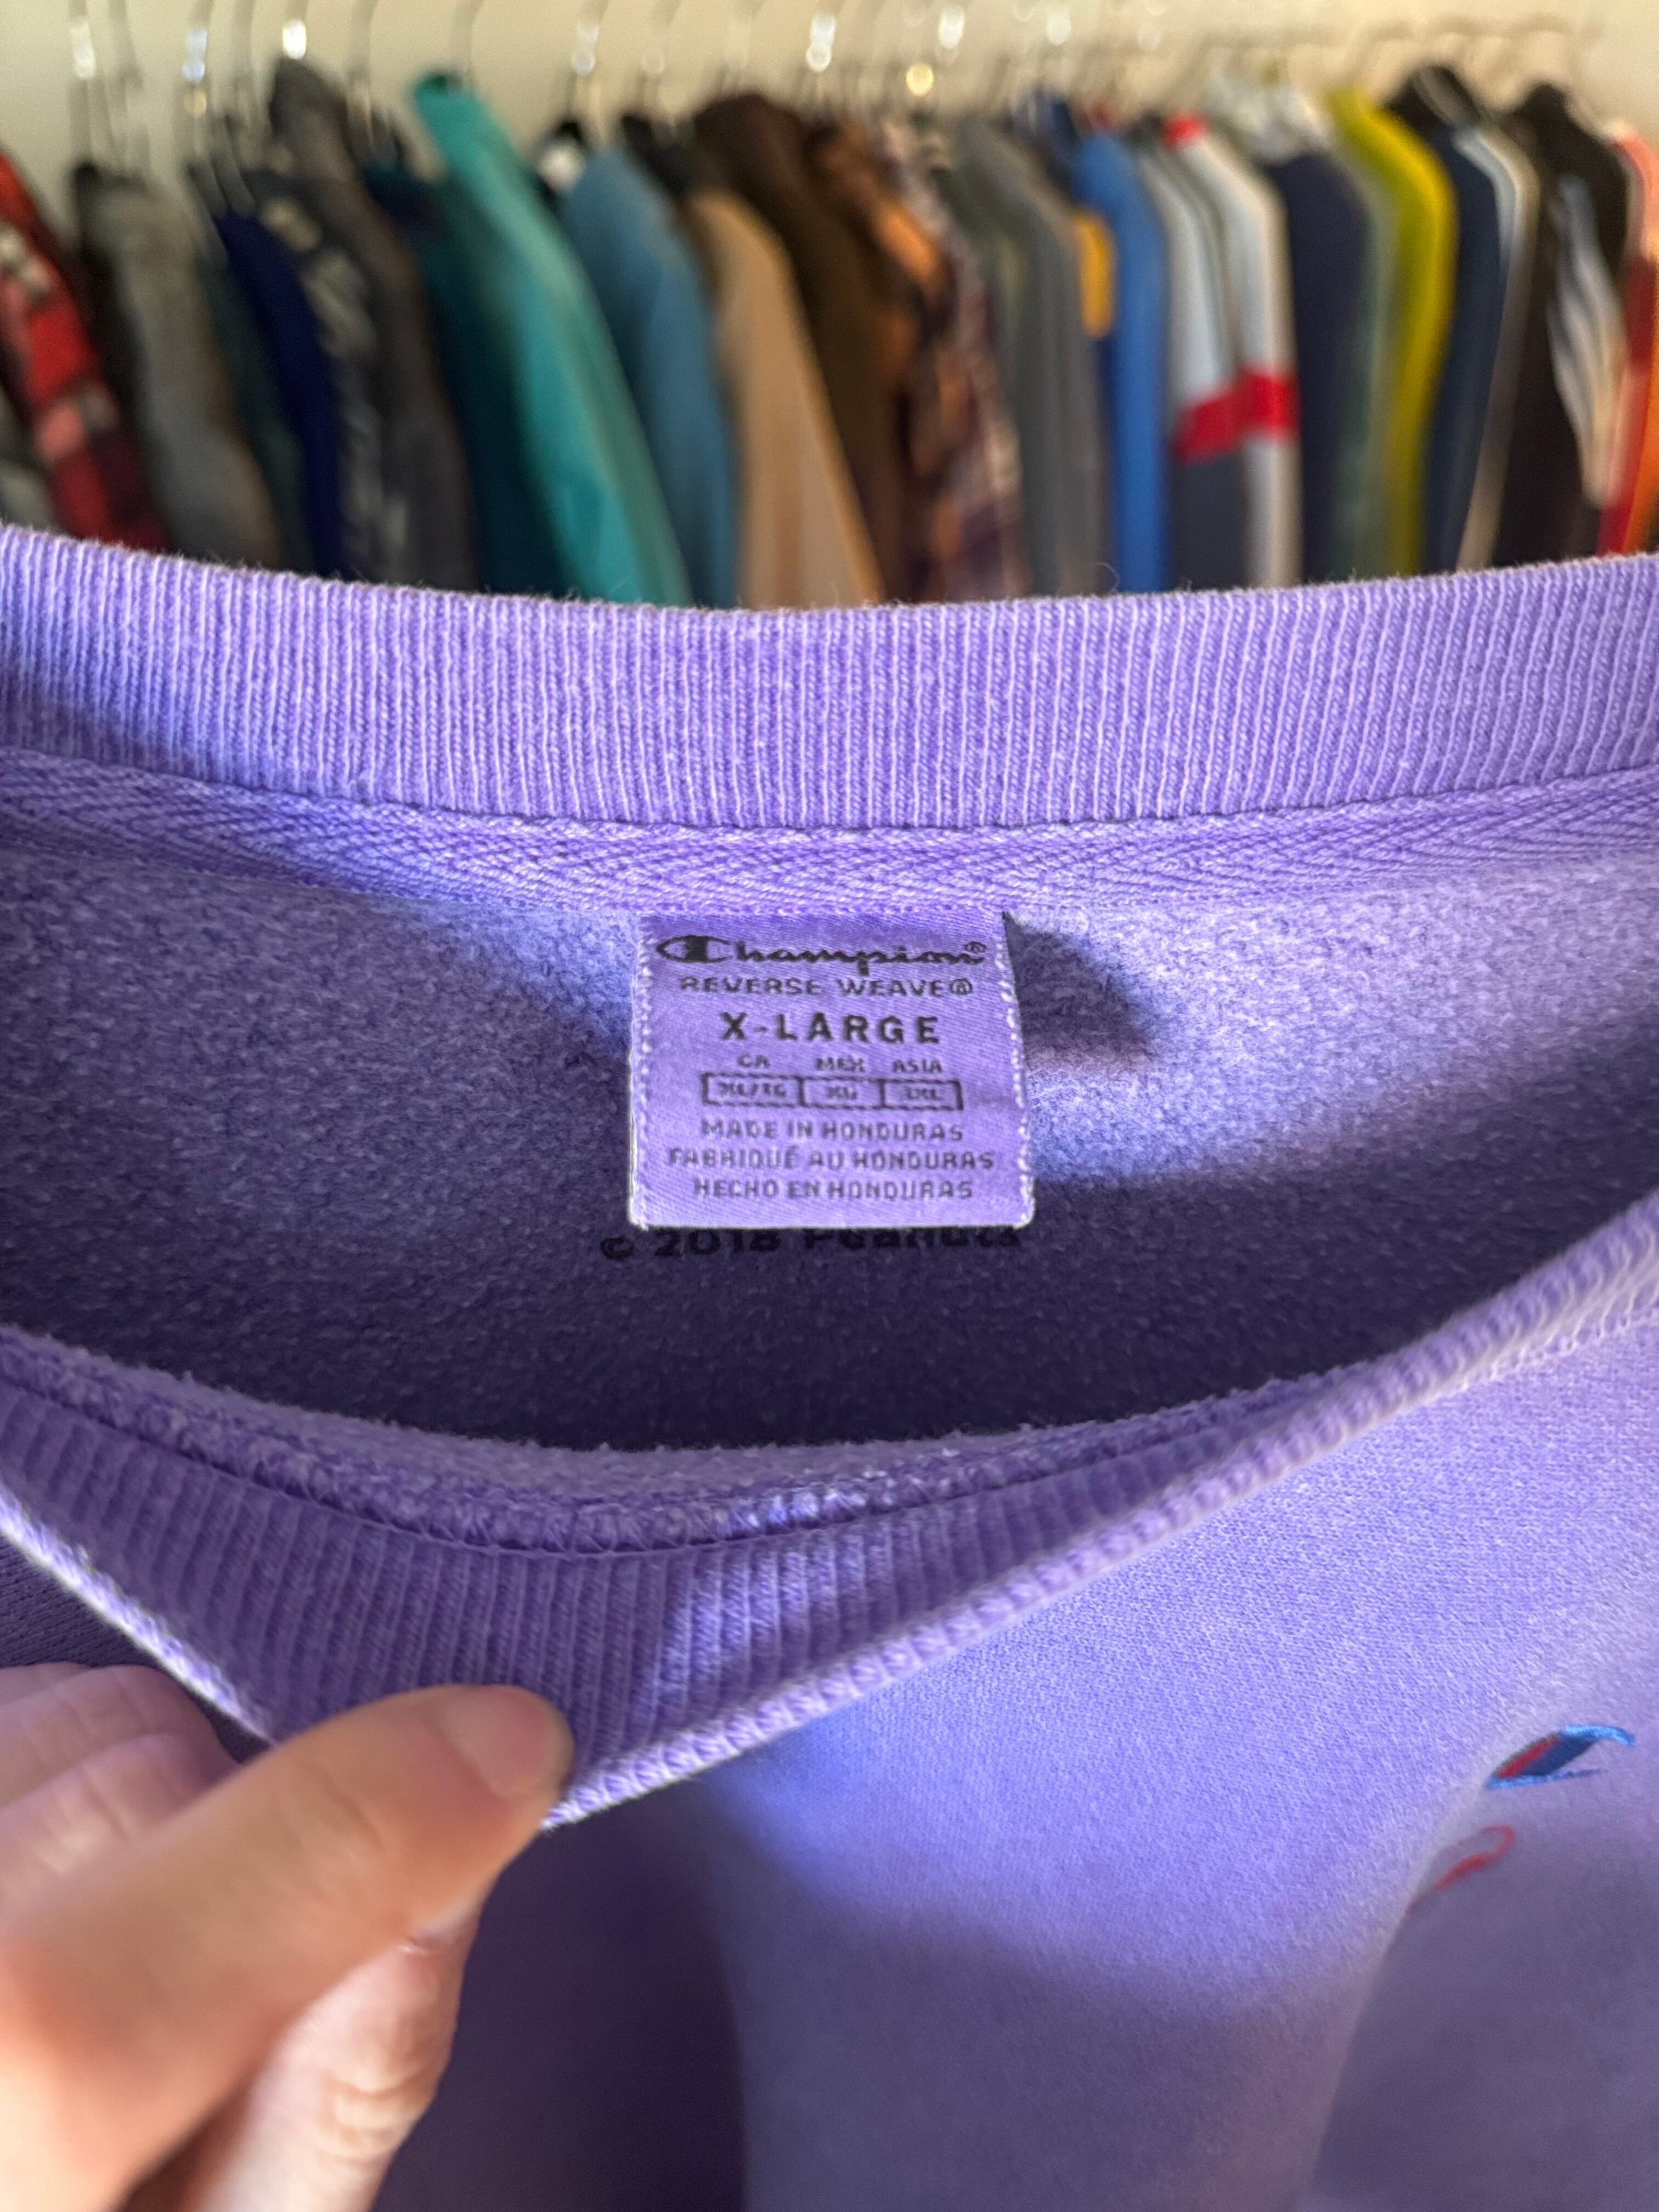 Champion®
REVERSE WEAVE®
X-LARGE
CA MEX ASIA
XL/TG XG 2XL
MADE IN HONDURAS
FABRIQUÉ AU HONDURAS
HECHO EN HONDURAS
© 2018 Peanuts